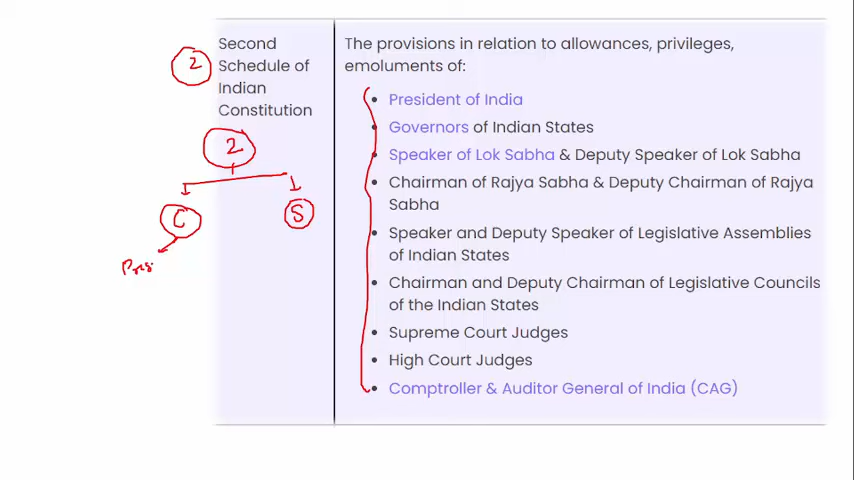 2
Second
Schedule of
Indian
Constitution
2
C
S
Pres.
The provisions in relation to allowances, privileges,
emoluments of:
• President of India
• Governors of Indian States
• Speaker of Lok Sabha & Deputy Speaker of Lok Sabha
• Chairman of Rajya Sabha & Deputy Chairman of Rajya
Sabha
• Speaker and Deputy Speaker of Legislative Assemblies
of Indian States
• Chairman and Deputy Chairman of Legislative Councils
of the Indian States
• Supreme Court Judges
• High Court Judges
• Comptroller & Auditor General of India (CAG)